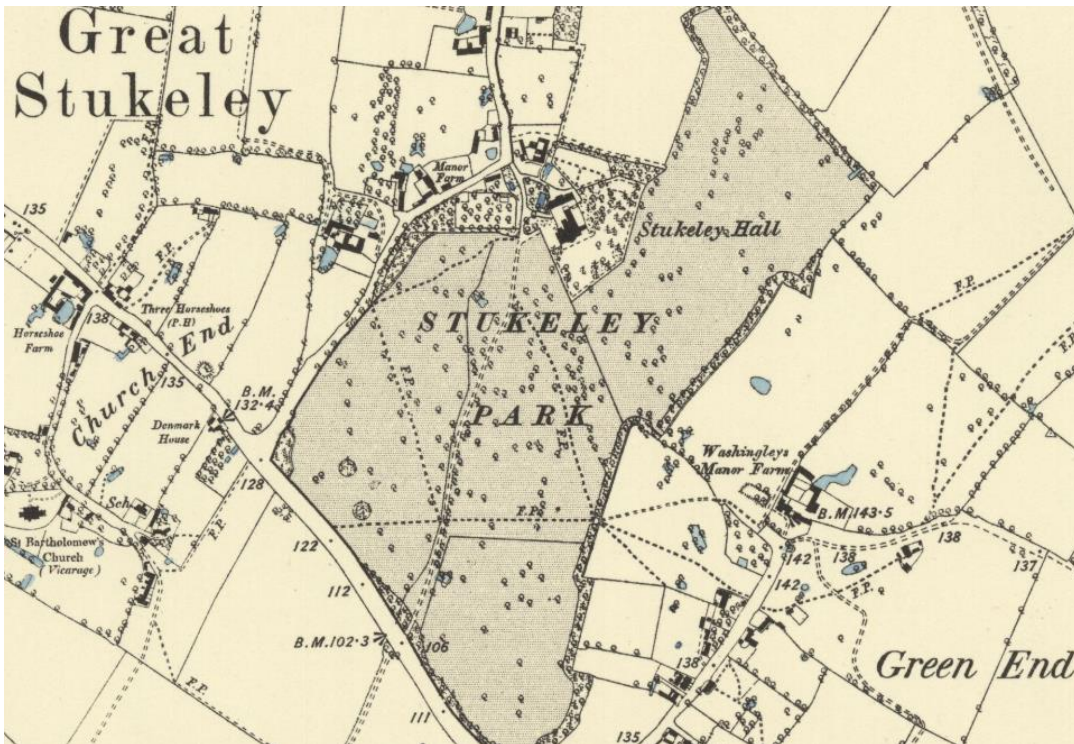 Great
Stukeley
Manor
Farm
135
Stukeley Hall
F.P.
Three Horseshoes
(P.H)
Horseshoe
Farm
138
STUKELEY
Church End
135
F.P.
F.P.
B.M.
132·4
PARK
F.P.
Denmark
House
Washingleys
Manor Farm
128
Sch.
F.P.
F.P.
B.M.143·5
St Bartholomew's
Church
(Vicarage)
122
142
138
138
137
112
142
F.P.
B.M.102·3
106
138
Green End
F.P.
111
135